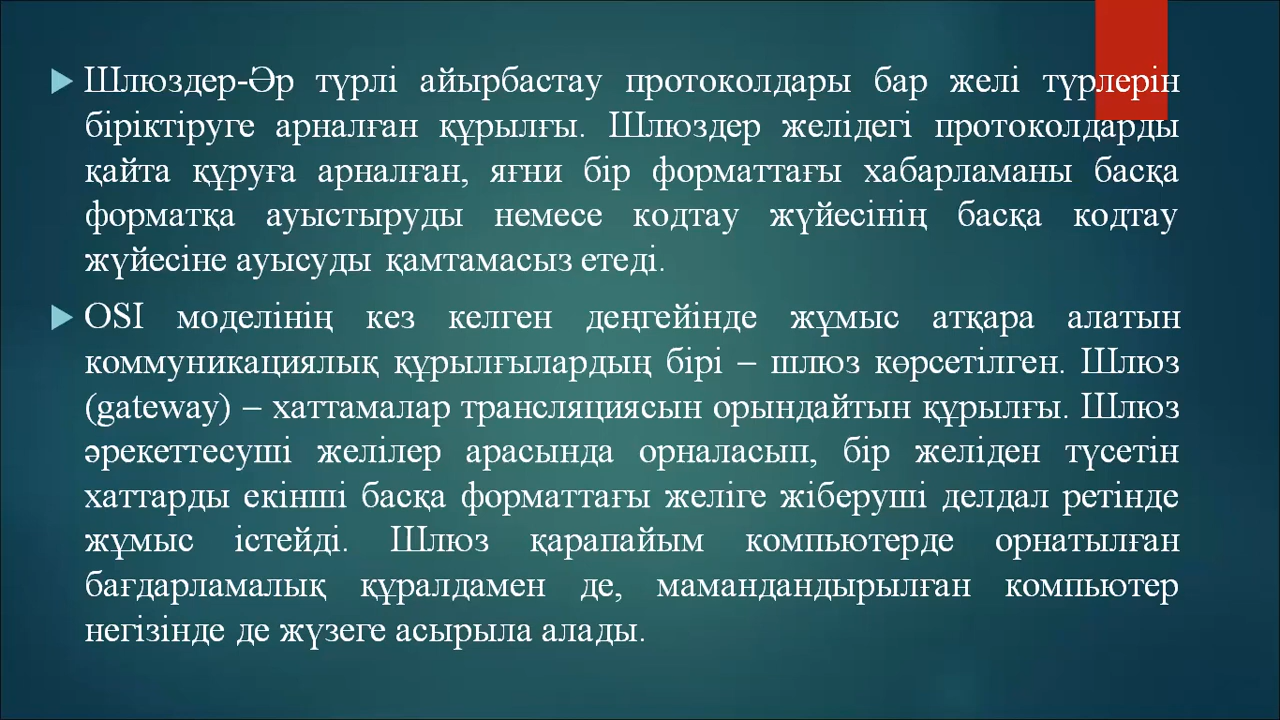 Шлюздер-Әр түрлі айырбастау протоколдары бар желі түрлерін
біріктіруге арналған құрылғы. Шлюздер желідегі протоколдарды
қайта құруға арналған, яғни бір форматтағы хабарламаны басқа
форматқа ауыстыруды немесе кодтау жүйесінің басқа кодтау
жүйесіне ауысуды қамтамасыз етеді.
OSI моделінің кез келген деңгейінде жұмыс атқара алатын
коммуникациялық құрылғылардың бірі – шлюз көрсетілген. Шлюз
(gateway) – хаттамалар трансляциясын орындайтын құрылғы. Шлюз
әрекеттесуші желілер арасында орналасып, бір желіден түсетін
хаттарды екінші басқа форматтағы желіге жіберуші делдал ретінде
жұмыс істейді. Шлюз қарапайым компьютерде орнатылған
бағдарламалық құралдамен де, мамандандырылған компьютер
негізінде де жүзеге асырыла алады.